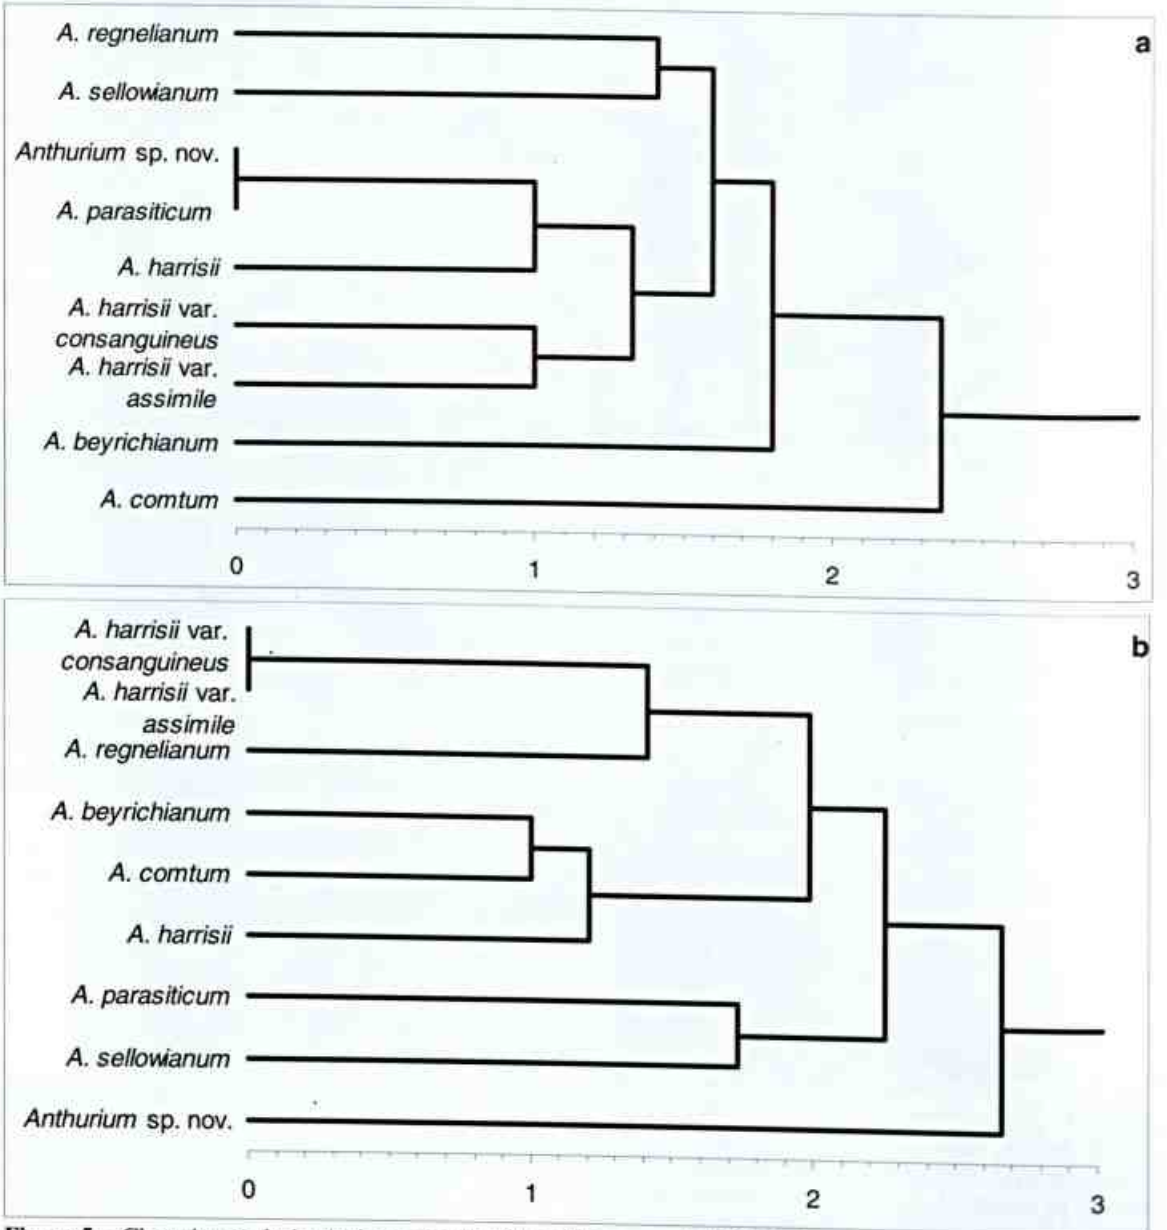 a
A. regnelianum
A. sellowianum
Anthurium sp. nov.
A. parasiticum
A. harrisii
A. harrisii var.
consanguineus
A. harrisii var.
assimile
A. beyrichianum
A. comtum
0 1 2 3
b
A. harrisii var.
consanguineus
A. harrisii var.
assimile
A. regnelianum
A. beyrichianum
A. comtum
A. harrisii
A. parasiticum
A. sellowianum
Anthurium sp. nov.
0 1 2 3